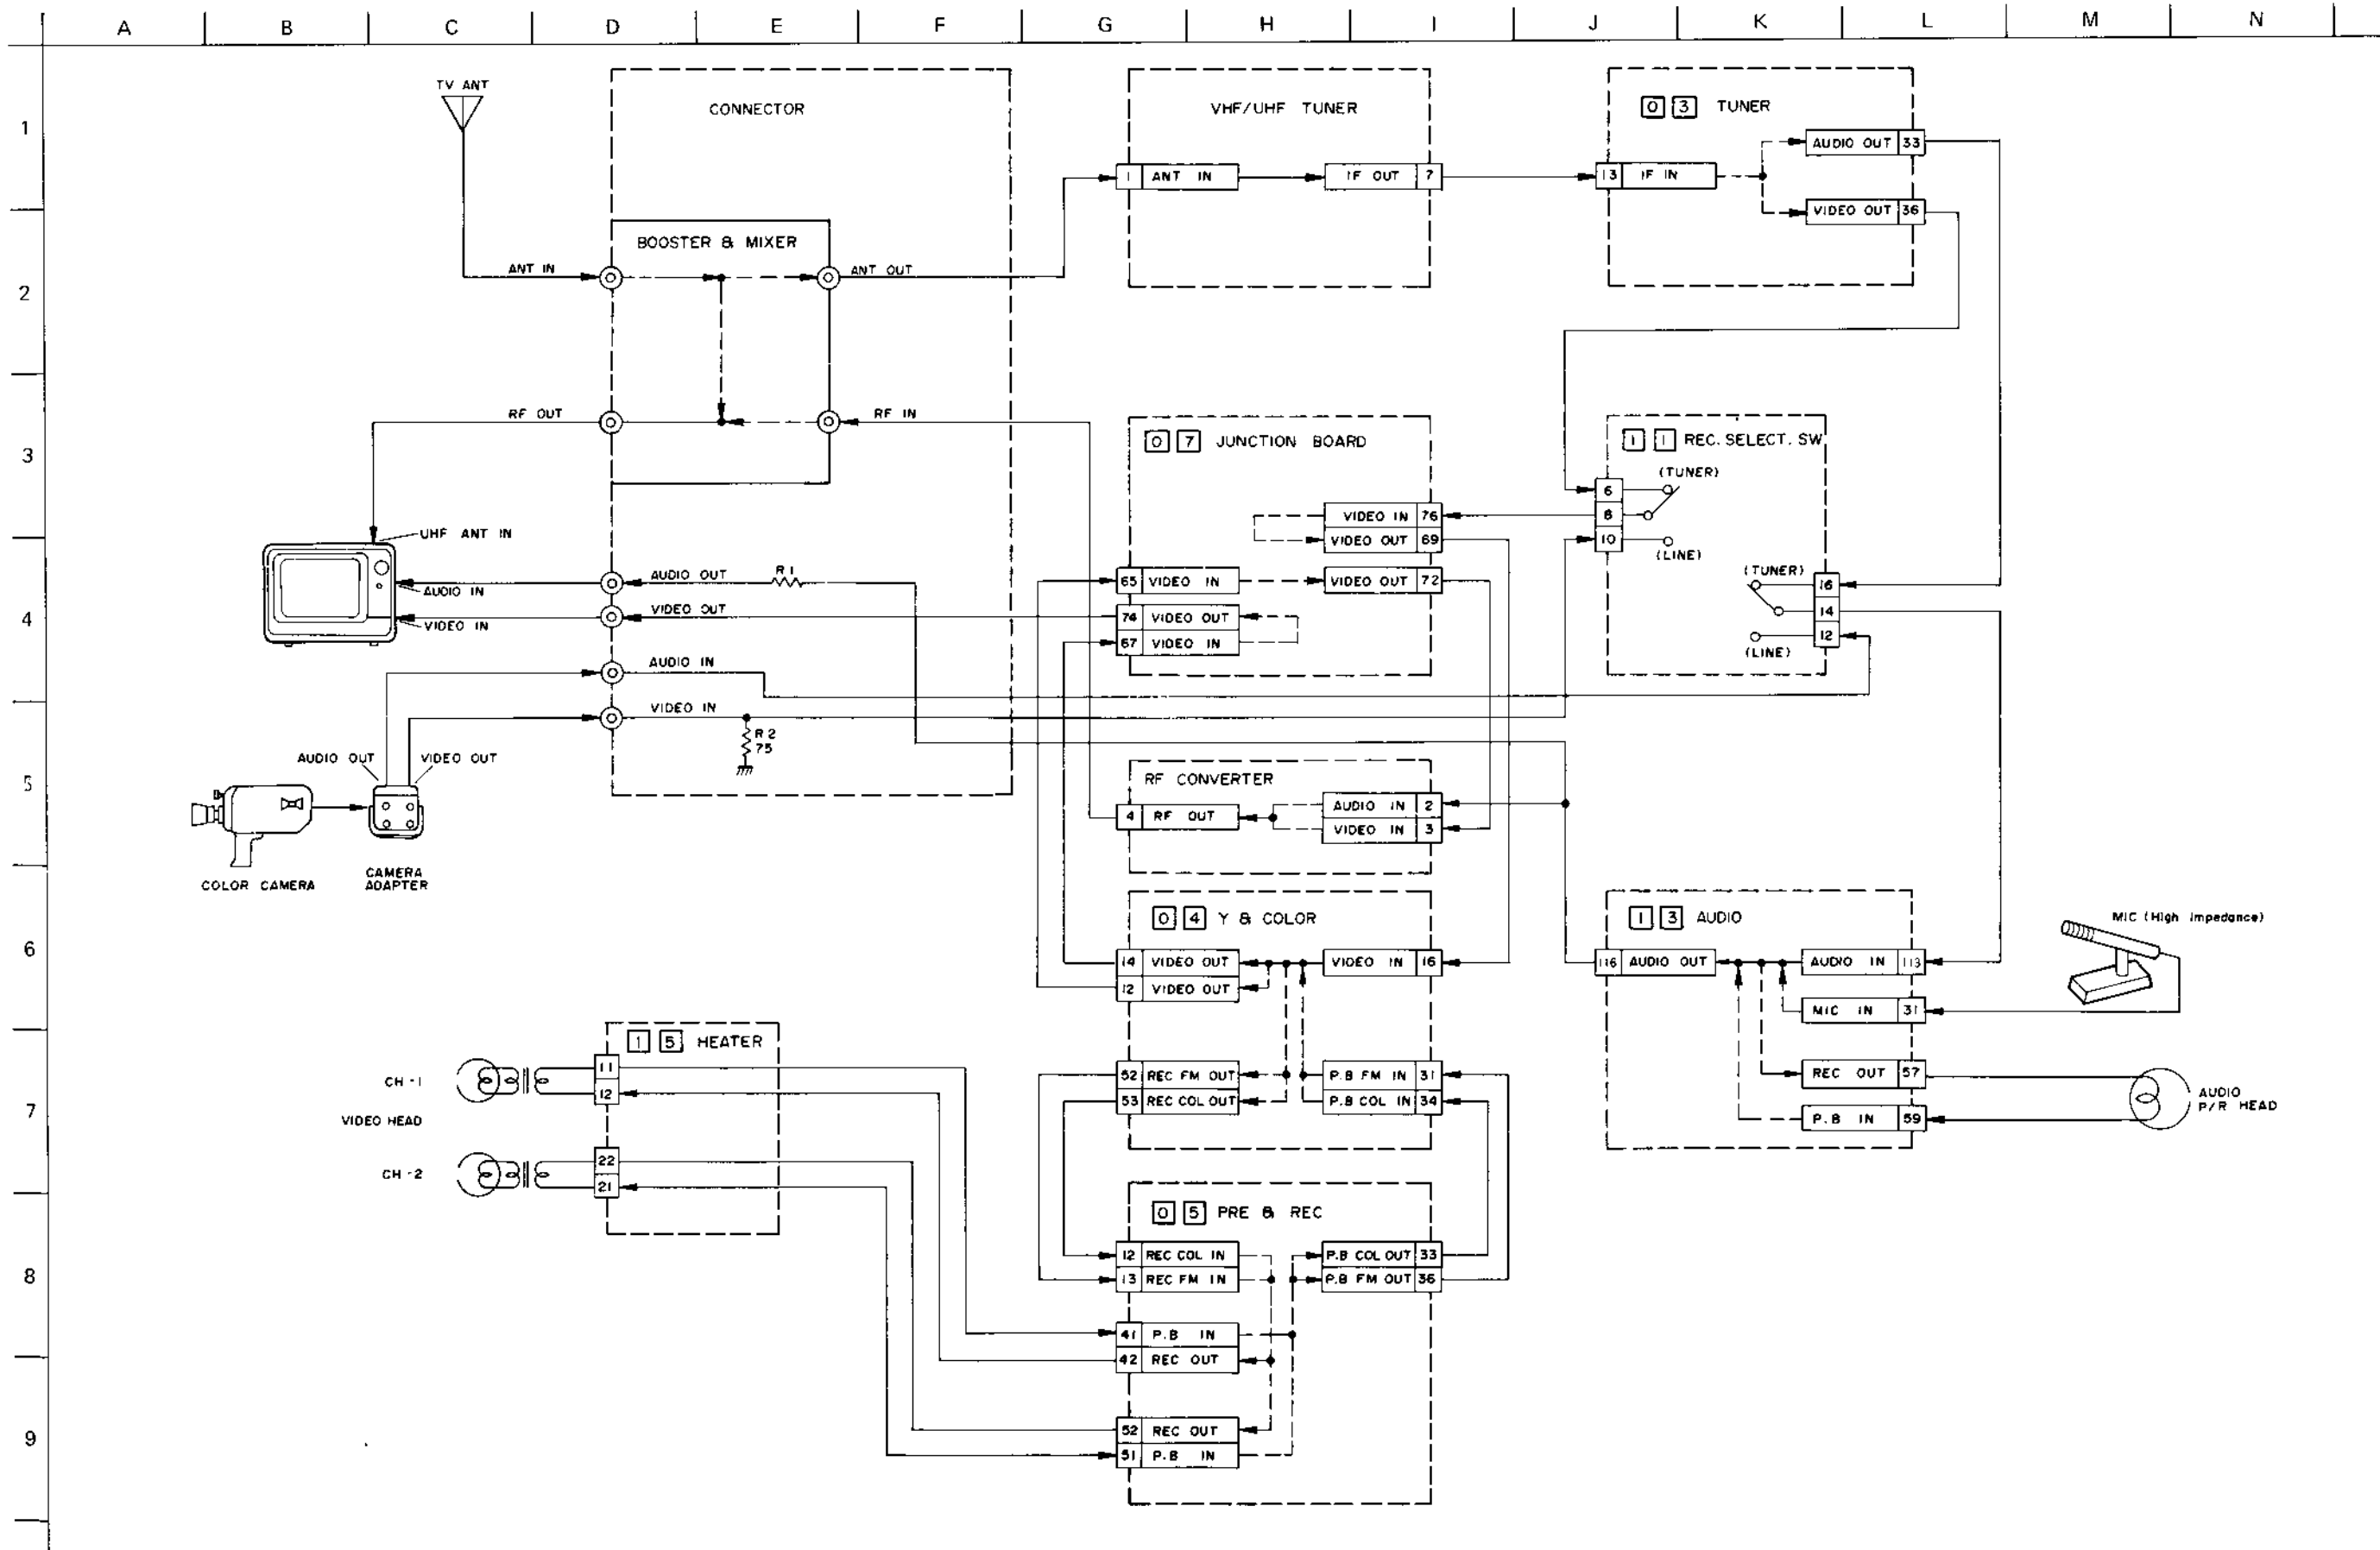 A B C D E F G H I J K L M N
1
2
3
4
5
6
7
8
9
TV ANT
CONNECTOR
BOOSTER & MIXER
ANT IN
ANT OUT
RF OUT
RF IN
UHF ANT IN
AUDIO IN
VIDEO IN
AUDIO OUT
R1
VIDEO OUT
AUDIO IN
VIDEO IN
R2
75
AUDIO OUT
VIDEO OUT
COLOR CAMERA
CAMERA
ADAPTER
VHF/UHF TUNER
1 ANT IN
IF OUT 7
0 3 TUNER
13 IF IN
AUDIO OUT 33
VIDEO OUT 36
0 7 JUNCTION BOARD
VIDEO IN 76
VIDEO OUT 69
65 VIDEO IN
VIDEO OUT 72
74 VIDEO OUT
67 VIDEO IN
1 1 REC. SELECT. SW
(TUNER)
6
8
10
(LINE)
(TUNER)
16
14
12
(LINE)
RF CONVERTER
AUDIO IN 2
4 RF OUT
VIDEO IN 3
0 4 Y & COLOR
14 VIDEO OUT
VIDEO IN 16
12 VIDEO OUT
52 REC FM OUT
P.B FM IN 31
53 REC COL OUT
P.B COL IN 34
1 3 AUDIO
116 AUDIO OUT
AUDIO IN 113
MIC IN 31
REC OUT 57
P.B IN 59
MIC (High Impedance)
AUDIO
P/R HEAD
1 5 HEATER
CH-1
11
12
VIDEO HEAD
CH-2
22
21
0 5 PRE & REC
12 REC COL IN
P.B COL OUT 33
13 REC FM IN
P.B FM OUT 36
41 P.B IN
42 REC OUT
52 REC OUT
51 P.B IN